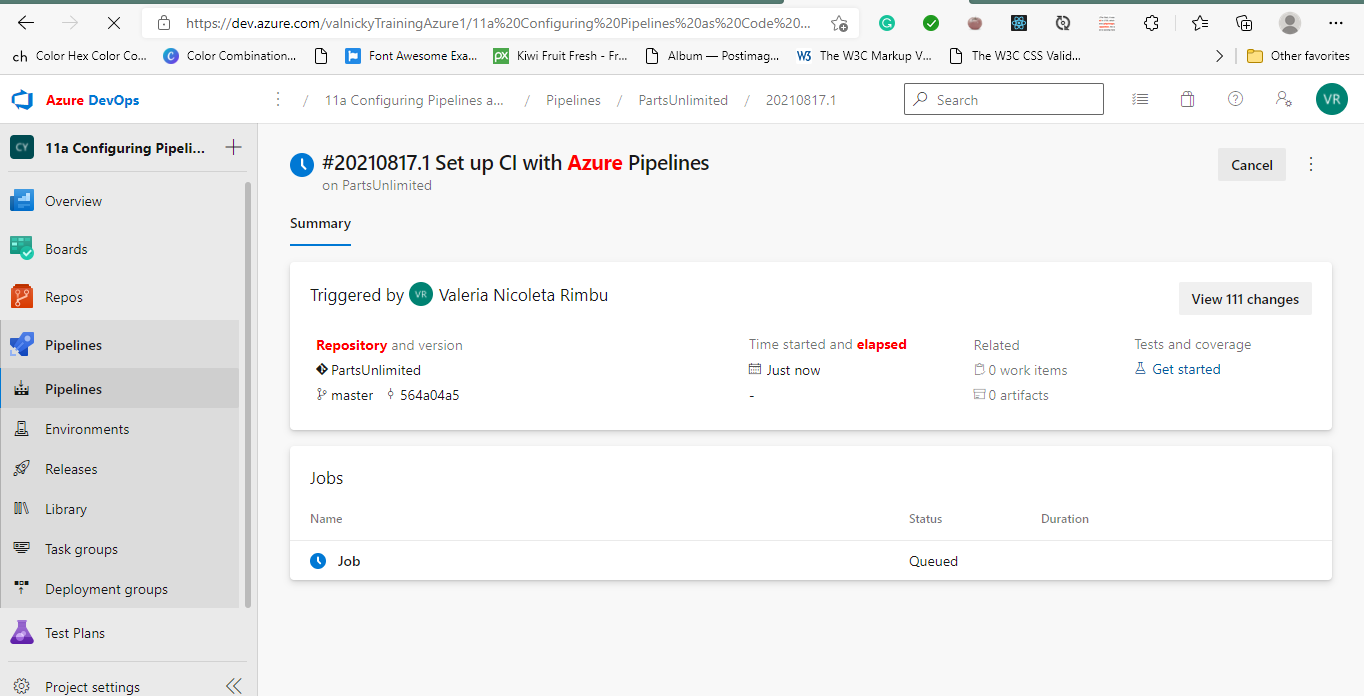 https://dev.azure.com/valnickyTrainingAzure1/11a%20Configuring%20Pipelines%20as%20Code%20...
ch Color Hex Color Co... C Color Combination... Font Awesome Exa... px Kiwi Fruit Fresh - Fr... Album — Postimag... W3 The W3C Markup V... The W3C CSS Valid... Other favorites
Azure DevOps / 11a Configuring Pipelines a... / Pipelines / PartsUnlimited / 20210817.1 Search VR
CY 11a Configuring Pipeli...
Overview
Boards
Repos
Pipelines
Pipelines
Environments
Releases
Library
Task groups
Deployment groups
Test Plans
Project settings
#20210817.1 Set up CI with Azure Pipelines
on PartsUnlimited
Cancel
Summary
Triggered by VR Valeria Nicoleta Rimbu
View 111 changes
Repository and version
PartsUnlimited
master 564a04a5
Time started and elapsed
Just now
-
Related
0 work items
0 artifacts
Tests and coverage
Get started
Jobs
Name Status Duration
Job Queued